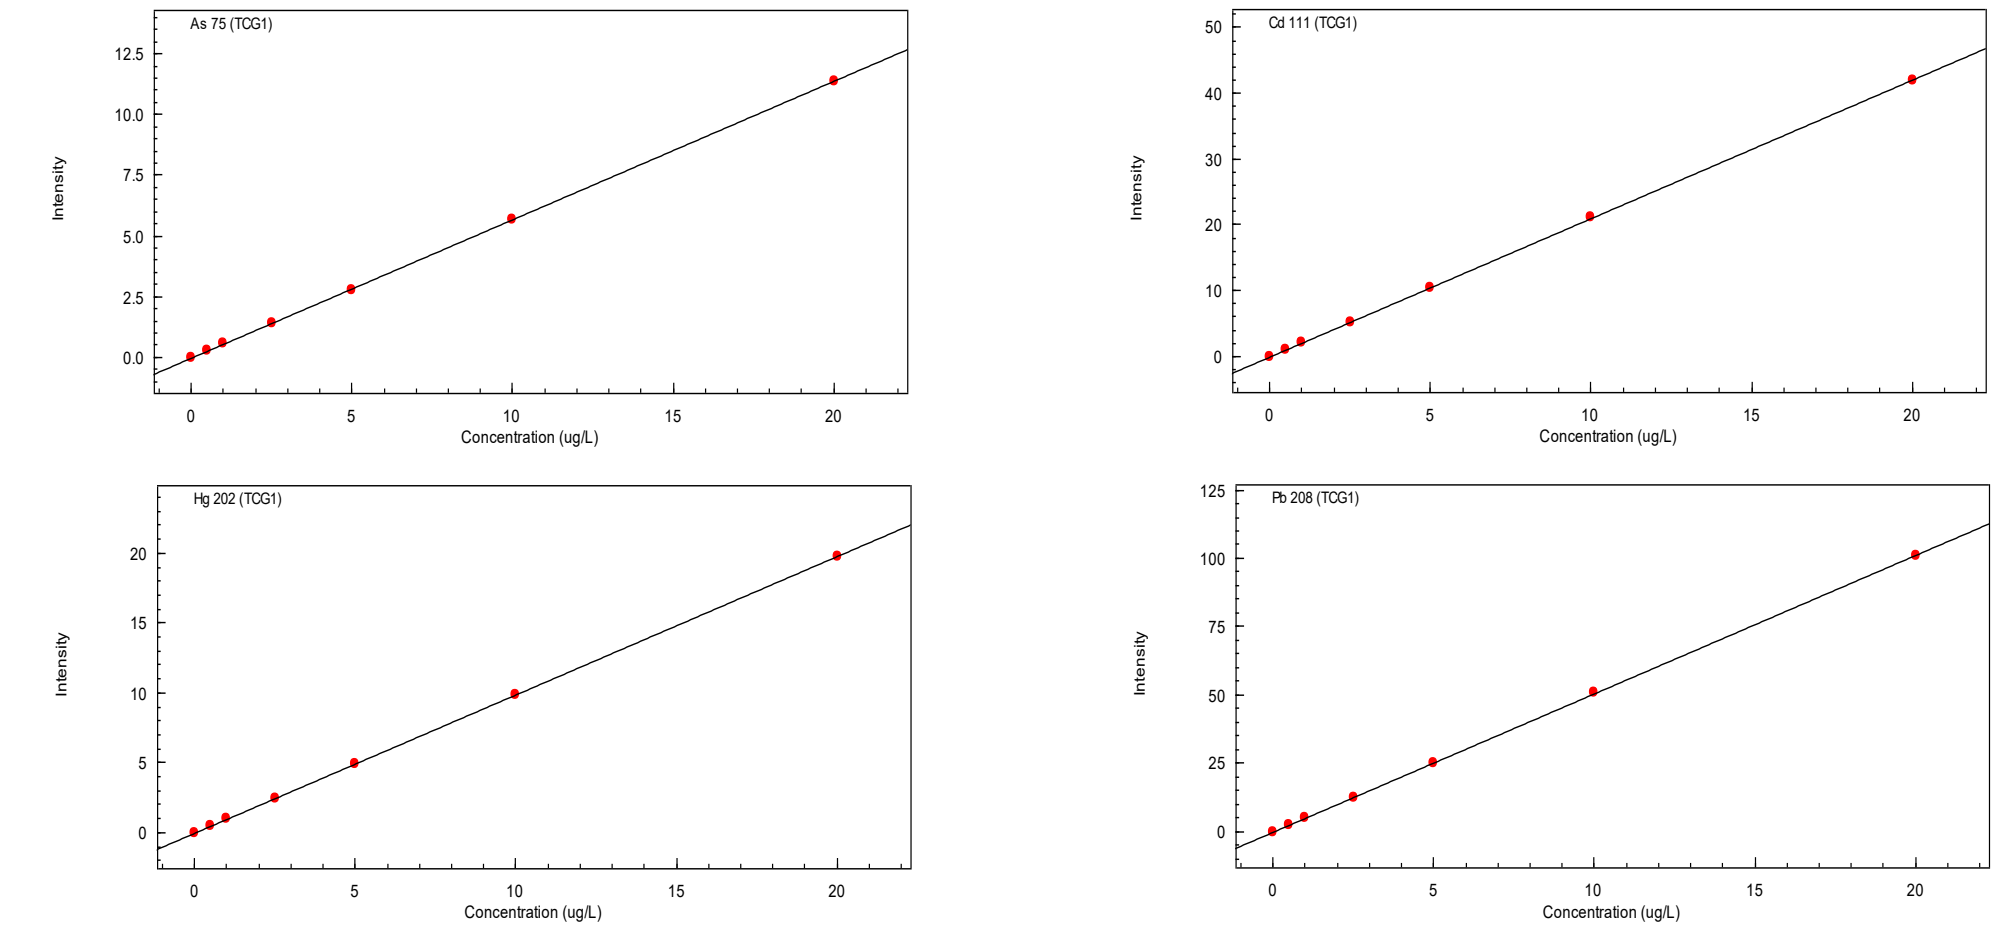 As 75 (TCG1)
12.5
10.0
7.5
5.0
2.5
0.0
Intensity
0 5 10 15 20
Concentration (ug/L)
Cd 111 (TCG1)
50
40
30
20
10
0
Intensity
0 5 10 15 20
Concentration (ug/L)
Hg 202 (TCG1)
20
15
10
5
0
Intensity
0 5 10 15 20
Concentration (ug/L)
Pb 208 (TCG1)
125
100
75
50
25
0
Intensity
0 5 10 15 20
Concentration (ug/L)